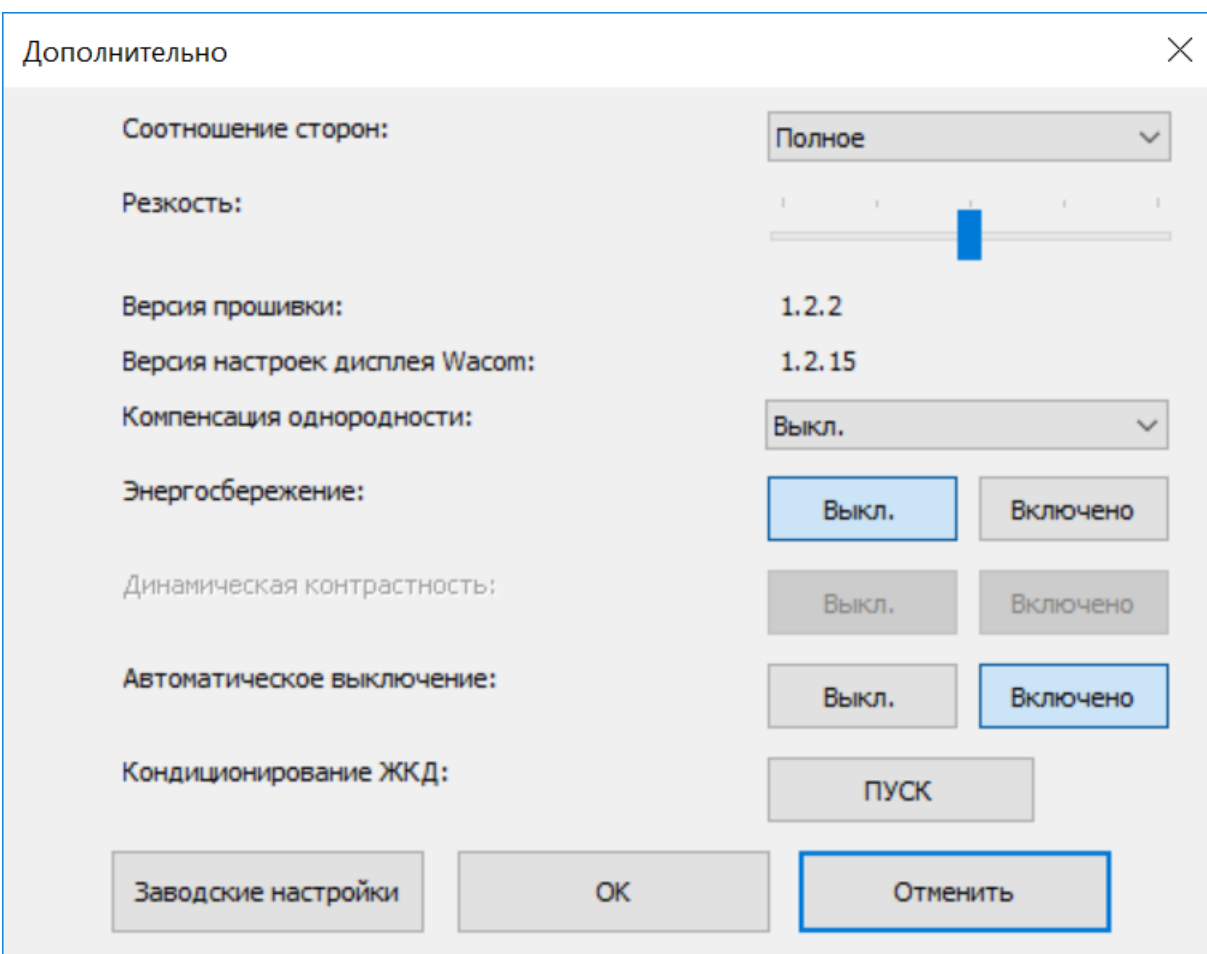 Дополнительно
Соотношение сторон: Полное
Резкость:
Версия прошивки: 1.2.2
Версия настроек дисплея Wacom: 1.2.15
Компенсация однородности: Выкл.
Энергосбережение: Выкл. Включено
Динамическая контрастность: Выкл. Включено
Автоматическое выключение: Выкл. Включено
Кондиционирование ЖКД: ПУСК
Заводские настройки ОК Отменить